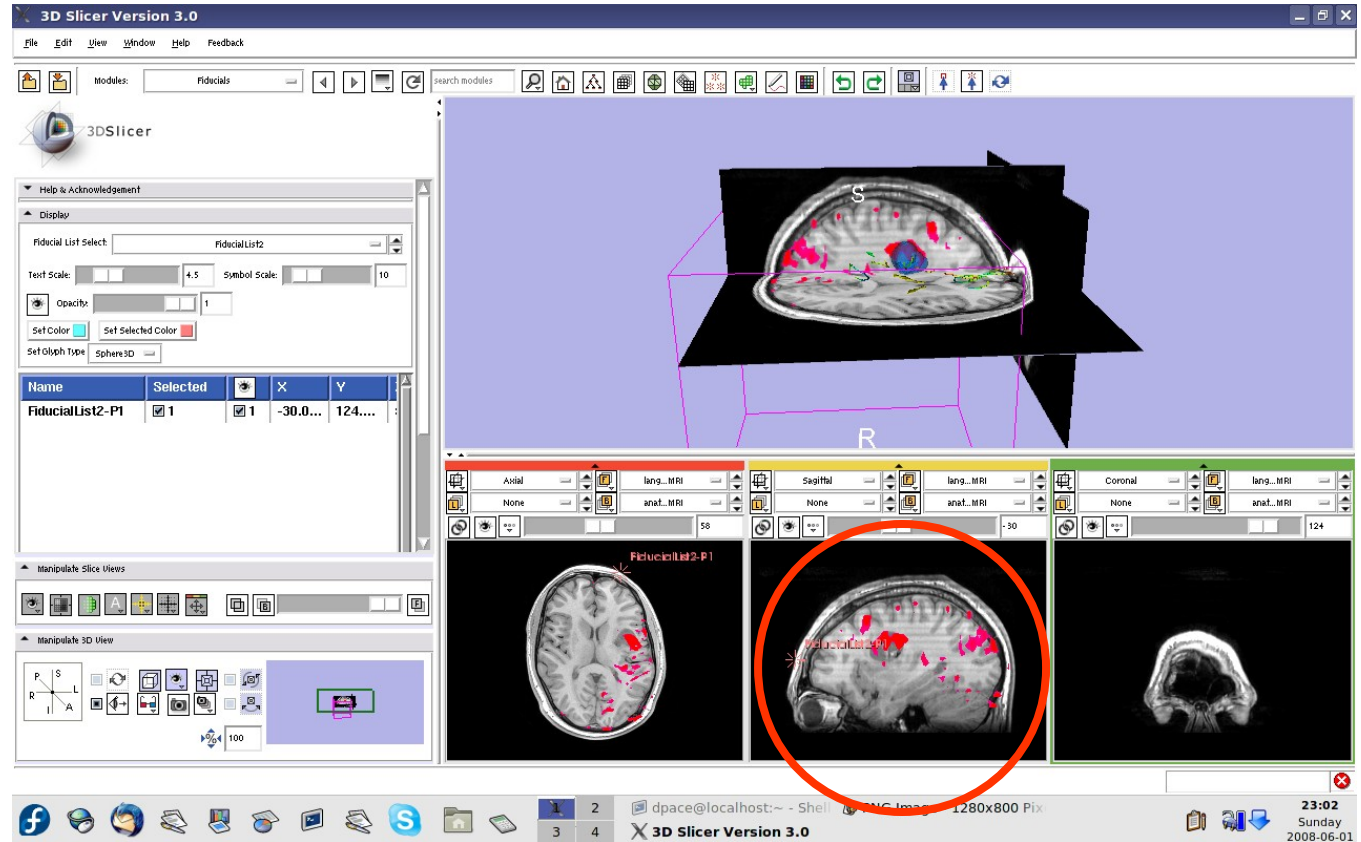 3D Slicer Version 3.0
File Edit View Window Help Feedback
Modules: Fiducials search modules
3DSlicer
Help & Acknowledgement
Display
Fiducial List Select: FiducialList2
Text Scale: 4.5 Symbol Scale: 10
Opacity: 1
Set Color Set Selected Color
Set Glyph Type Sphere3D
Name Selected X Y
FiducialList2-P1 1 1 -30.0... 124....
Manipulate Slice Views
Manipulate 3D View
P S
R L
I A
% 100
S
R
Axial lang...MRI
None anat...MRI
58
FiducialList2-P1
Sagittal lang...MRI
None anat...MRI
-30
FiducialList2-P1
Coronal lang...MRI
None anat...MRI
124
1 2
3 4
dpace@localhost:~ - Shell
PNG Image 1280x800 Pix
3D Slicer Version 3.0
23:02
Sunday
2008-06-01